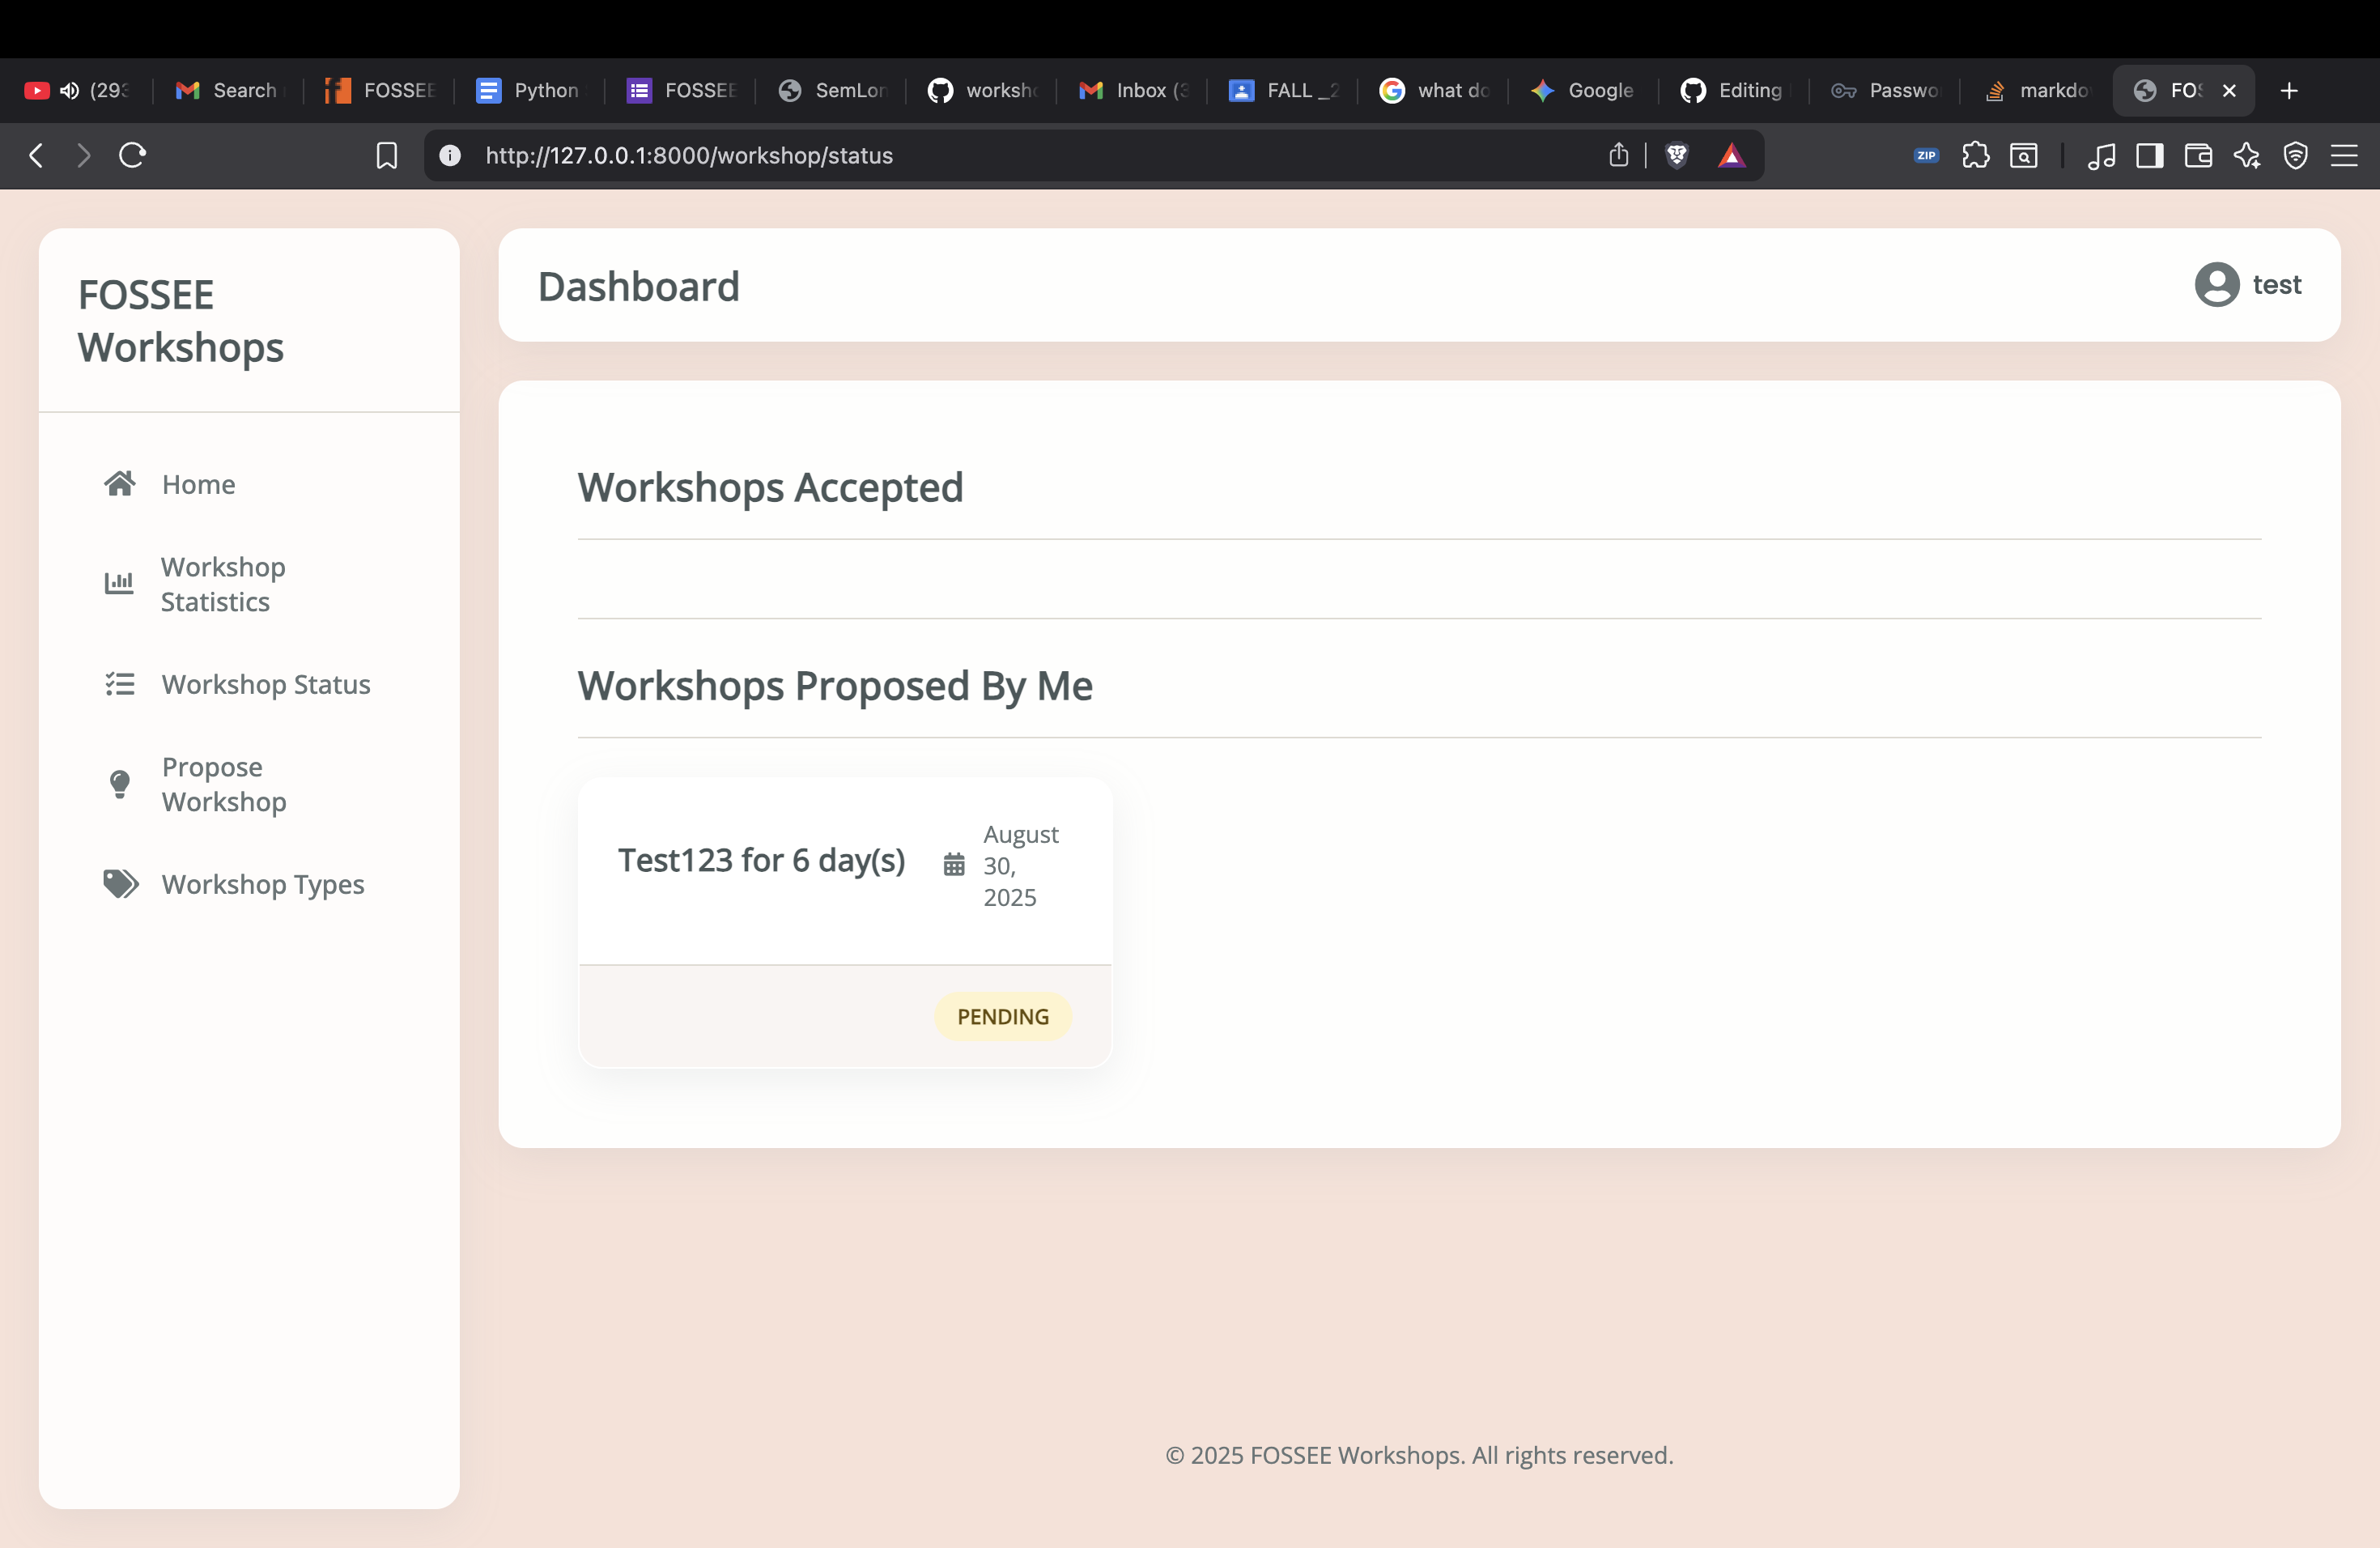 (293
Search
FOSSEE
Python
FOSSEE
SemLon
worksho
Inbox (3
FALL _2
what do
Google
Editing
Passwo
markdo
FOS
http://127.0.0.1:8000/workshop/status
ZIP
FOSSEE
Workshops
Home
Workshop
Statistics
Workshop Status
Propose
Workshop
Workshop Types
Dashboard
test
Workshops Accepted
Workshops Proposed By Me
Test123 for 6 day(s)
August
30,
2025
PENDING
© 2025 FOSSEE Workshops. All rights reserved.